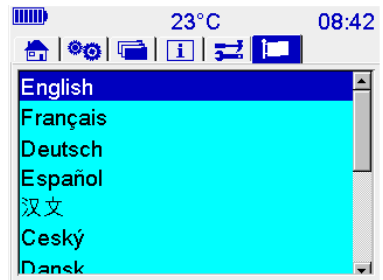 23°C 08:42
i
English
Français
Deutsch
Español
汉文
Ceský
Dansk